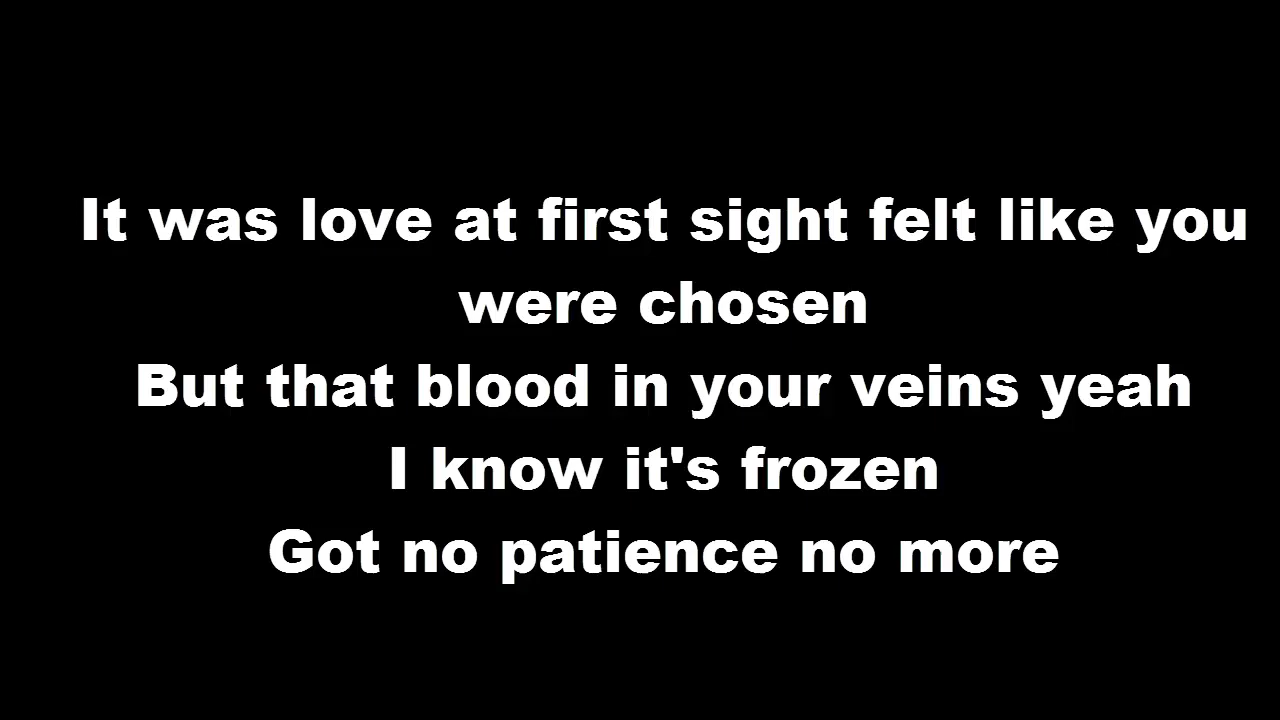 It was love at first sight felt like you
were chosen
But that blood in your veins yeah
I know it's frozen
Got no patience no more